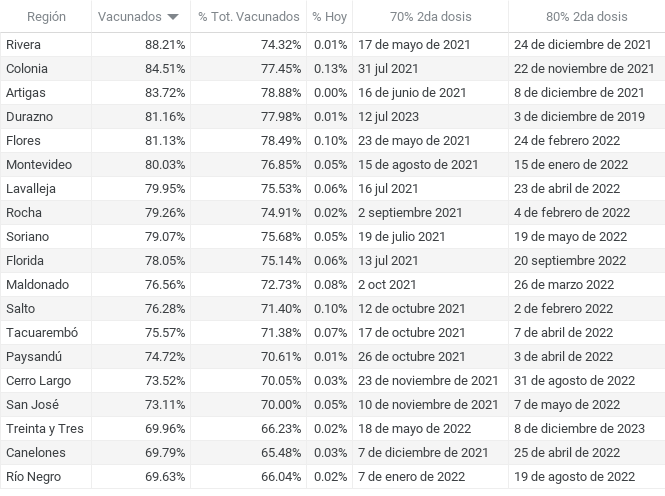 Región Vacunados % Tot. Vacunados % Hoy 70% 2da dosis 80% 2da dosis
Rivera 88.21% 74.32% 0.01% 17 de mayo de 2021 24 de diciembre de 2021
Colonia 84.51% 77.45% 0.13% 31 jul 2021 22 de noviembre de 2021
Artigas 83.72% 78.88% 0.00% 16 de junio de 2021 8 de diciembre de 2021
Durazno 81.16% 77.98% 0.01% 12 jul 2023 3 de diciembre de 2019
Flores 81.13% 78.49% 0.10% 23 de mayo de 2021 24 de febrero 2022
Montevideo 80.03% 76.85% 0.05% 15 de agosto de 2021 15 de enero de 2022
Lavalleja 79.95% 75.53% 0.06% 16 jul 2021 23 de abril de 2022
Rocha 79.26% 74.91% 0.02% 2 septiembre 2021 4 de febrero de 2022
Soriano 79.07% 75.68% 0.05% 19 de julio 2021 19 de mayo de 2022
Florida 78.05% 75.14% 0.06% 13 jul 2021 20 septiembre 2022
Maldonado 76.56% 72.73% 0.08% 2 oct 2021 26 de marzo 2022
Salto 76.28% 71.40% 0.10% 12 de octubre 2021 2 de febrero 2022
Tacuarembó 75.57% 71.38% 0.07% 17 de octubre 2021 7 de abril de 2022
Paysandú 74.72% 70.61% 0.01% 26 de octubre 2021 3 de abril de 2022
Cerro Largo 73.52% 70.05% 0.03% 23 de noviembre de 2021 31 de agosto de 2022
San José 73.11% 70.00% 0.05% 10 de noviembre de 2021 7 de mayo de 2022
Treinta y Tres 69.96% 66.23% 0.02% 18 de mayo de 2022 8 de diciembre de 2023
Canelones 69.79% 65.48% 0.03% 7 de diciembre de 2021 25 de abril de 2022
Río Negro 69.63% 66.04% 0.02% 7 de enero de 2022 19 de agosto de 2022